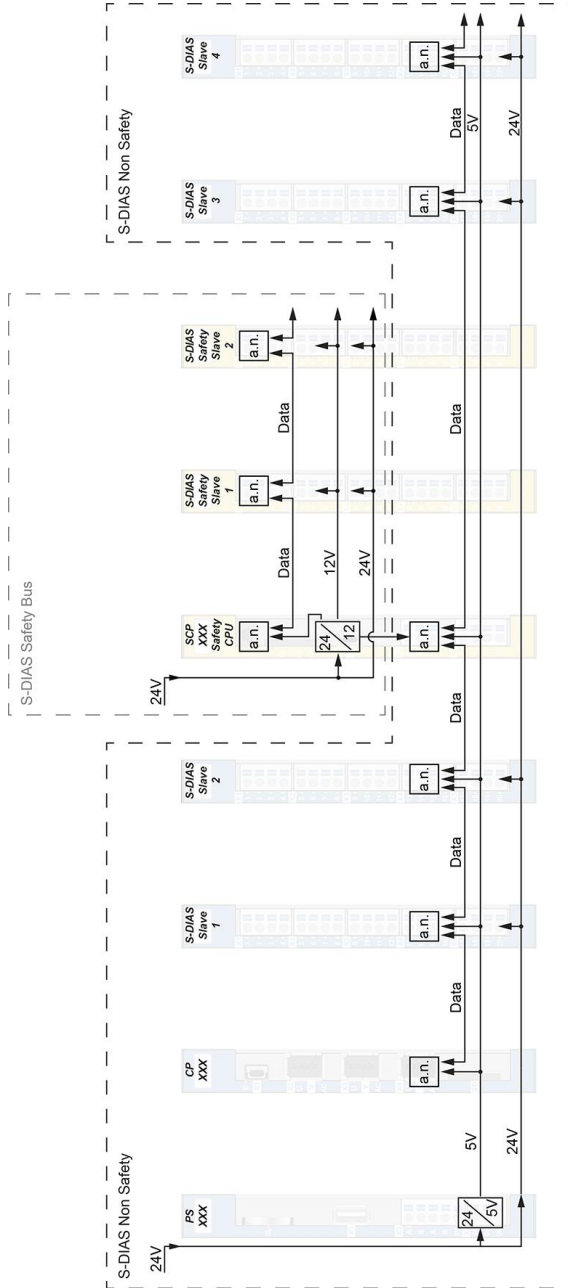 S-DIAS Safety Bus
S-DIAS Non Safety
24V
PS
XXX
24
5V
5V
24V
CP
XXX
a.n.
Data
S-DIAS
Slave
1
a.n.
Data
S-DIAS
Slave
2
a.n.
Data
24V
SCP
XXX
Safety
CPU
a.n.
24
12
a.n.
Data
12V
24V
S-DIAS
Safety
Slave
1
a.n.
Data
Data
S-DIAS
Safety
Slave
2
a.n.
S-DIAS Non Safety
S-DIAS
Slave
3
a.n.
Data
5V
24V
S-DIAS
Slave
4
a.n.